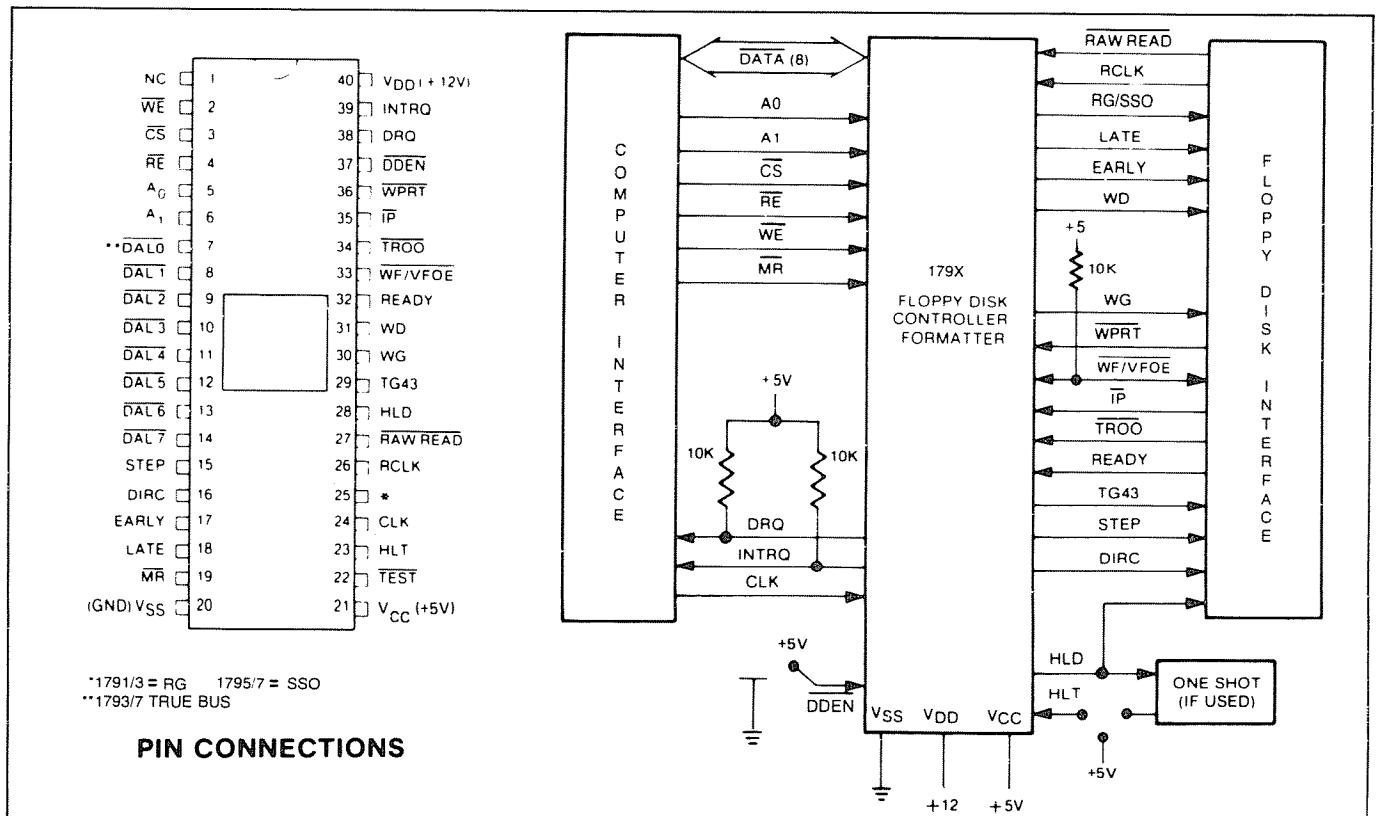 NC 1
WE 2
CS 3
RE 4
A0 5
A1 6
**DAL0 7
DAL1 8
DAL2 9
DAL3 10
DAL4 11
DAL5 12
DAL6 13
DAL7 14
STEP 15
DIRC 16
EARLY 17
LATE 18
MR 19
(GND) VSS 20
40 VDD (+12V)
39 INTRQ
38 DRQ
37 DDEN
36 WPRT
35 IP
34 TROO
33 WF/VFOE
32 READY
31 WD
30 WG
29 TG43
28 HLD
27 RAW READ
26 RCLK
25 *
24 CLK
23 HLT
22 TEST
21 VCC (+5V)
*1791/3 = RG 1795/7 = SSO
**1793/7 TRUE BUS
PIN CONNECTIONS
COMPUTER INTERFACE
DATA (8)
A0
A1
CS
RE
WE
MR
+5V
10K
10K
DRQ
INTRQ
CLK
+5V
DDEN
179X
FLOPPY DISK
CONTROLLER
FORMATTER
VSS VDD VCC
+12 +5V
RAW READ
RCLK
RG/SSO
LATE
EARLY
WD
+5
10K
WG
WPRT
WF/VFOE
IP
TROO
READY
TG43
STEP
DIRC
HLD
HLT
+5V
ONE SHOT
(IF USED)
FLOPPY DISK INTERFACE